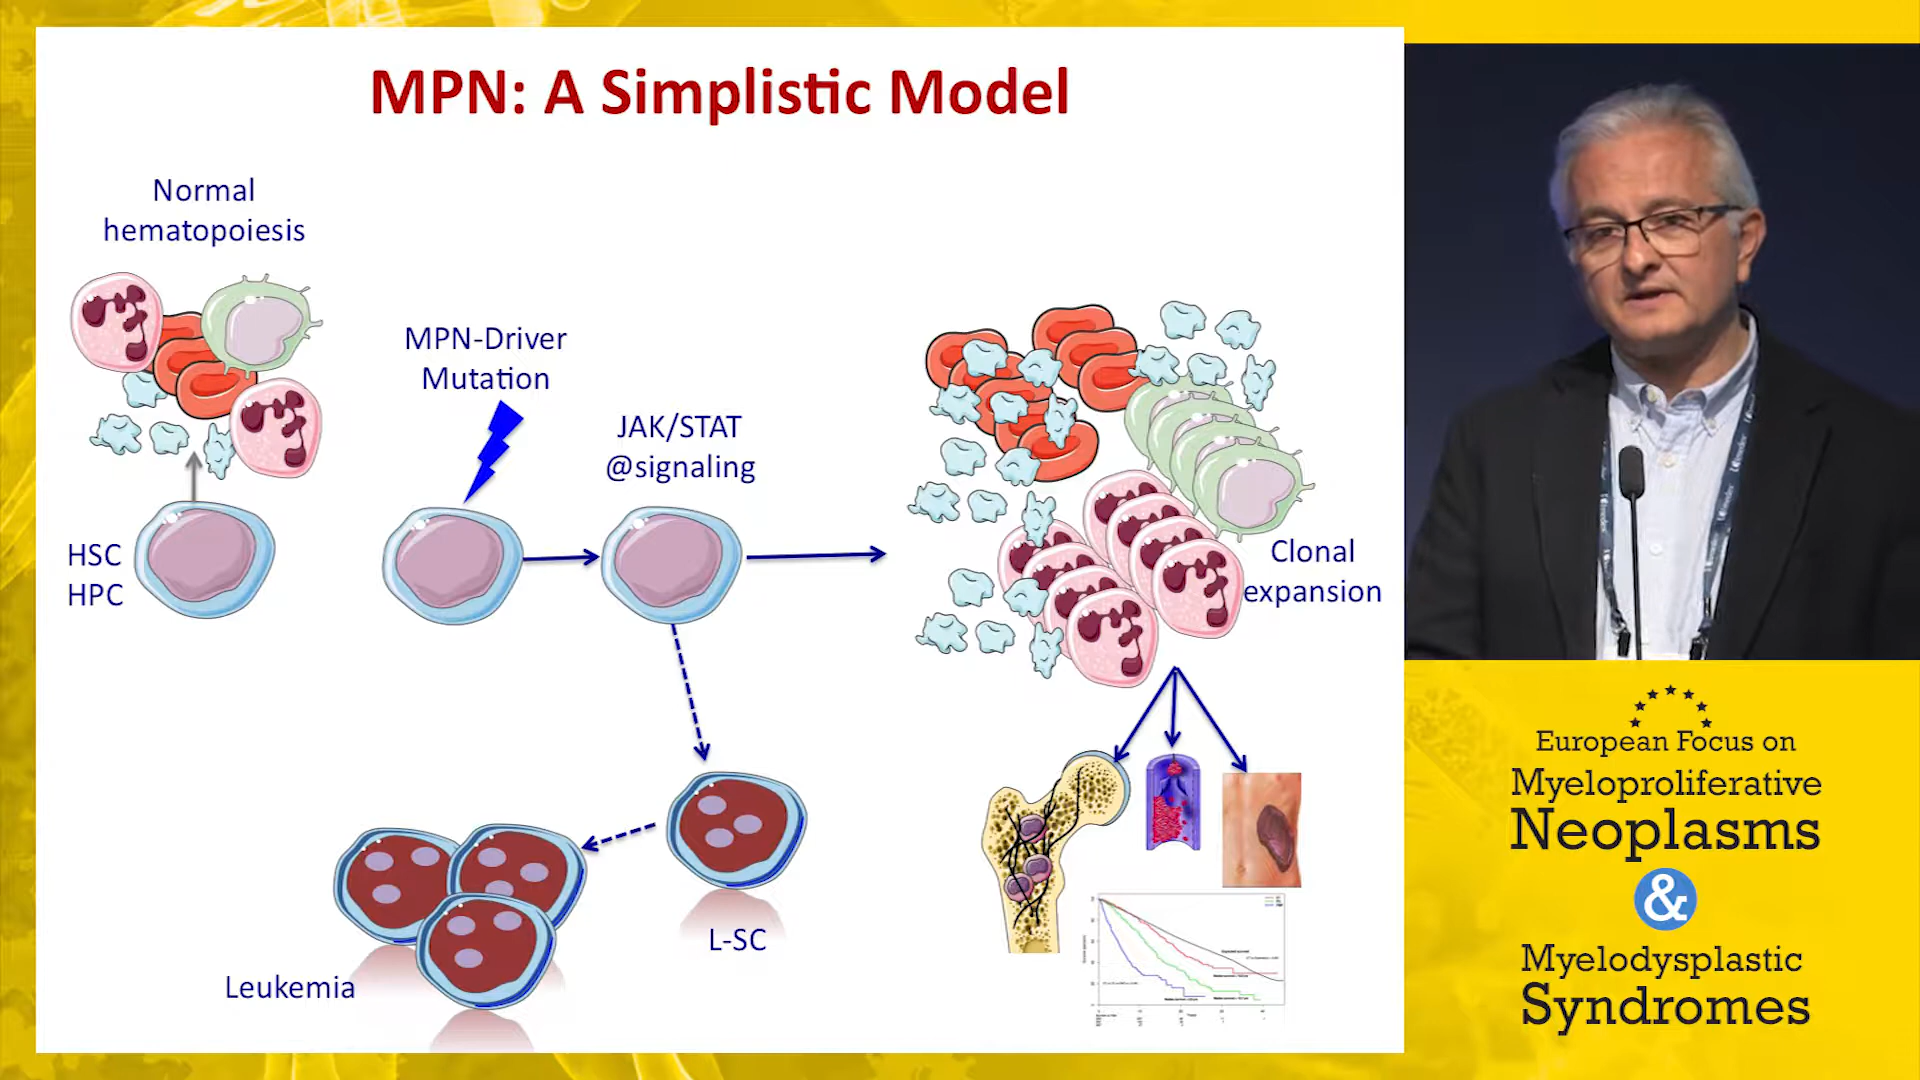 MPN: A Simplistic Model
Normal
hematopoiesis
MPN-Driver
Mutation
JAK/STAT
@signaling
HSC
HPC
Clonal
expansion
L-SC
Leukemia
European Focus on
Myeloproliferative
Neoplasms
&
Myelodysplastic
Syndromes